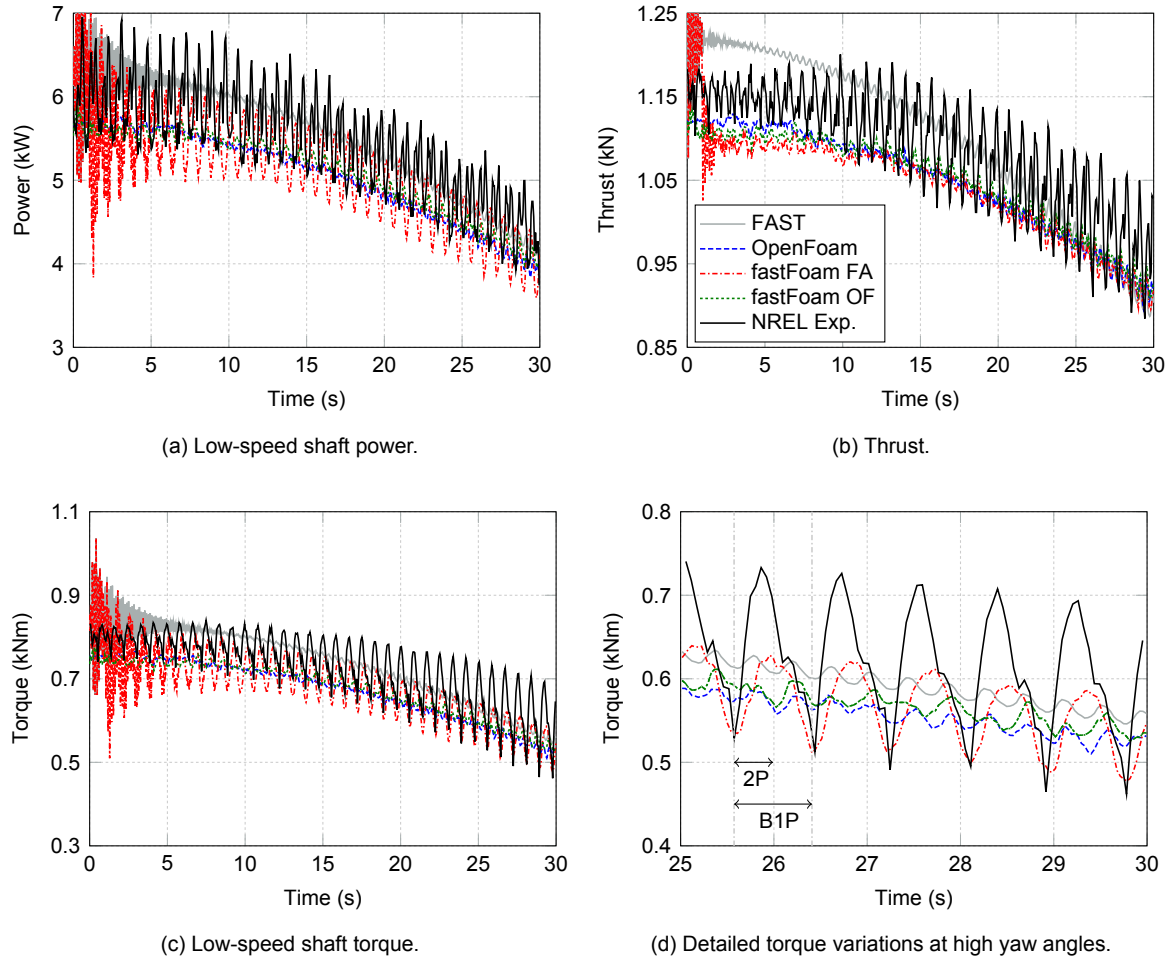 7
6
5
4
3
Power (kW)
0 5 10 15 20 25 30
Time (s)
(a) Low-speed shaft power.
1.25
1.15
1.05
0.95
0.85
Thrust (kN)
FAST
OpenFoam
fastFoam FA
fastFoam OF
NREL Exp.
0 5 10 15 20 25 30
Time (s)
(b) Thrust.
1.1
0.9
0.7
0.5
0.3
Torque (kNm)
0 5 10 15 20 25 30
Time (s)
(c) Low-speed shaft torque.
0.8
0.7
0.6
0.5
0.4
Torque (kNm)
2P
B1P
25 26 27 28 29 30
Time (s)
(d) Detailed torque variations at high yaw angles.